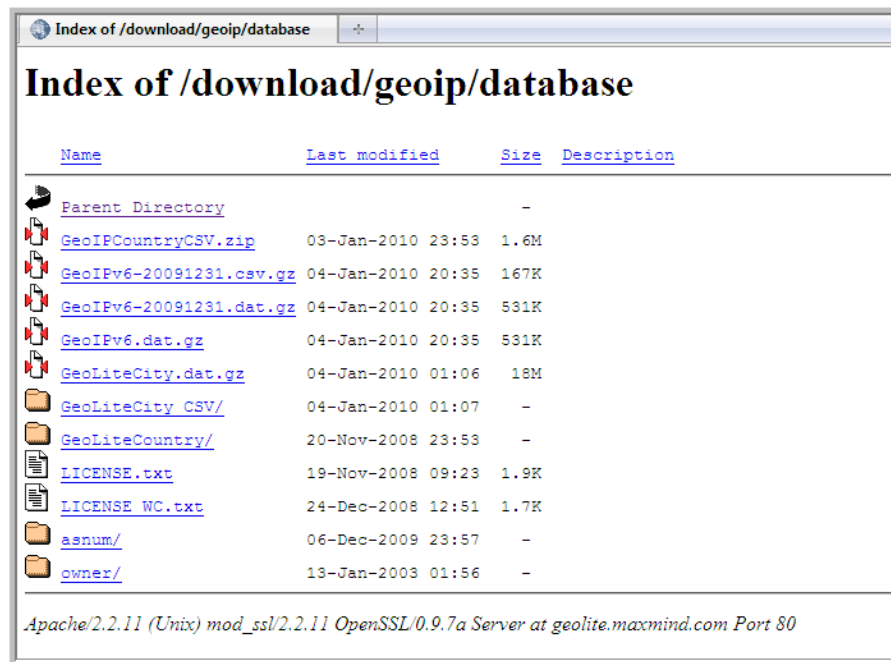 Index of /download/geoip/database
Index of /download/geoip/database
Name Last modified Size Description
Parent Directory -
GeoIPCountryCSV.zip 03-Jan-2010 23:53 1.6M
GeoIPv6-20091231.csv.gz 04-Jan-2010 20:35 167K
GeoIPv6-20091231.dat.gz 04-Jan-2010 20:35 531K
GeoIPv6.dat.gz 04-Jan-2010 20:35 531K
GeoLiteCity.dat.gz 04-Jan-2010 01:06 18M
GeoLiteCity_CSV/ 04-Jan-2010 01:07 -
GeoLiteCountry/ 20-Nov-2008 23:53 -
LICENSE.txt 19-Nov-2008 09:23 1.9K
LICENSE_WC.txt 24-Dec-2008 12:51 1.7K
asnum/ 06-Dec-2009 23:57 -
owner/ 13-Jan-2003 01:56 -
Apache/2.2.11 (Unix) mod_ssl/2.2.11 OpenSSL/0.9.7a Server at geolite.maxmind.com Port 80